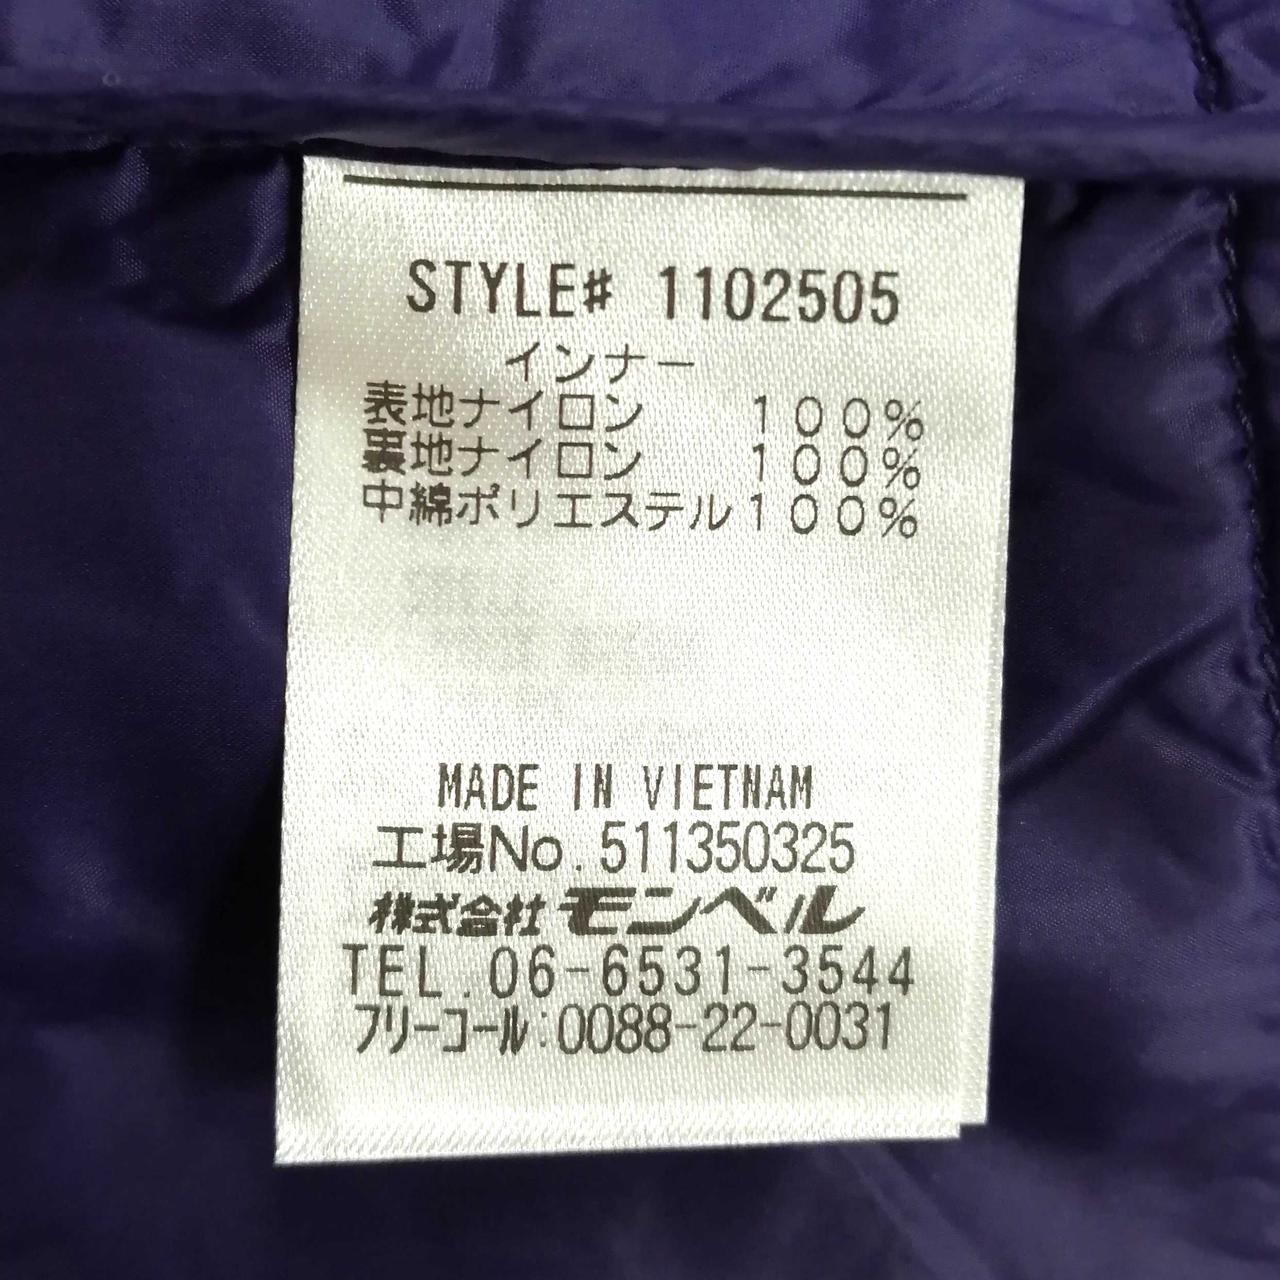 STYLE# 1102505
インナー
表地ナイロン 100%
裏地ナイロン 100%
中綿ポリエステル100%
MADE IN VIETNAM
工場No.511350325
株式会社モンベル
TEL.06-6531-3544
フリーコール:0088-22-0031